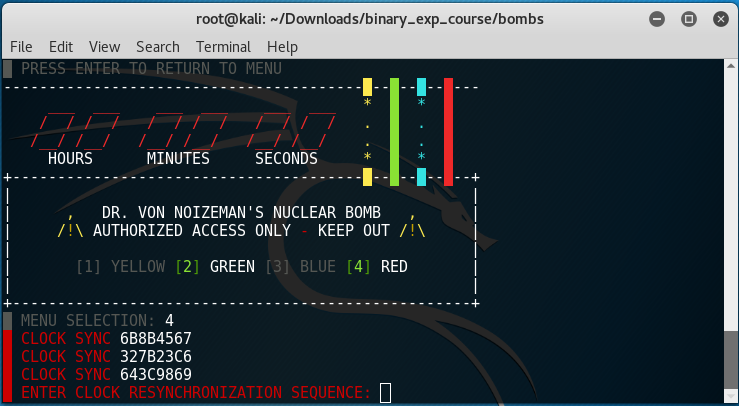 root@kali: ~/Downloads/binary_exp_course/bombs
File Edit View Search Terminal Help
PRESS ENTER TO RETURN TO MENU
HOURS MINUTES SECONDS
, DR. VON NOIZEMAN'S NUCLEAR BOMB ,
/!\ AUTHORIZED ACCESS ONLY - KEEP OUT /!\
[1] YELLOW [2] GREEN [3] BLUE [4] RED
MENU SELECTION: 4
CLOCK SYNC 6B8B4567
CLOCK SYNC 327B23C6
CLOCK SYNC 643C9869
ENTER CLOCK RESYNCHRONIZATION SEQUENCE: